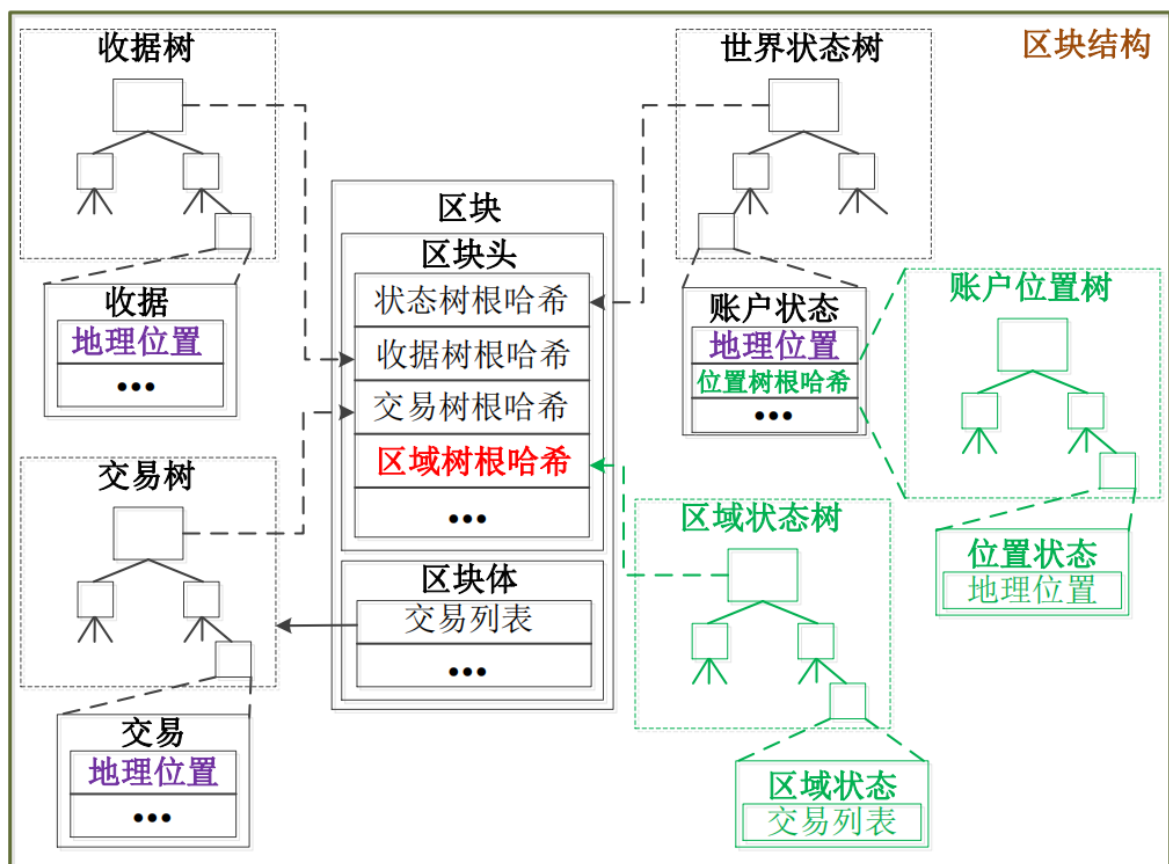 区块结构
收据树
收据
地理位置
•••
交易树
交易
地理位置
•••
区块
区块头
状态树根哈希
收据树根哈希
交易树根哈希
区域树根哈希
•••
区块体
交易列表
•••
世界状态树
账户状态
地理位置
位置树根哈希
•••
账户位置树
位置状态
地理位置
区域状态树
区域状态
交易列表